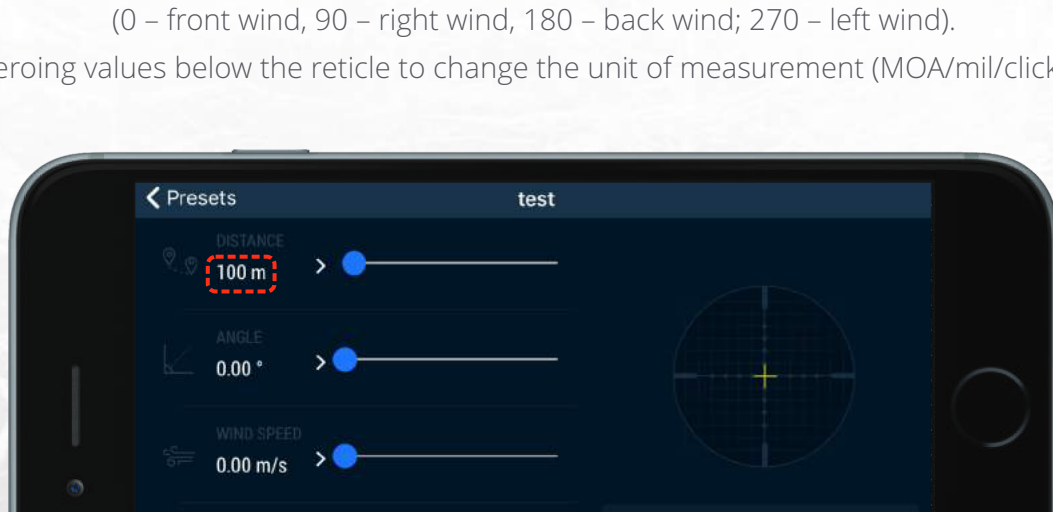 (0 – front wind, 90 – right wind, 180 – back wind; 270 – left wind).
eroing values below the reticle to change the unit of measurement (MOA/mil/click
Presets
test
DISTANCE
100 m
ANGLE
0.00 °
WIND SPEED
0.00 m/s